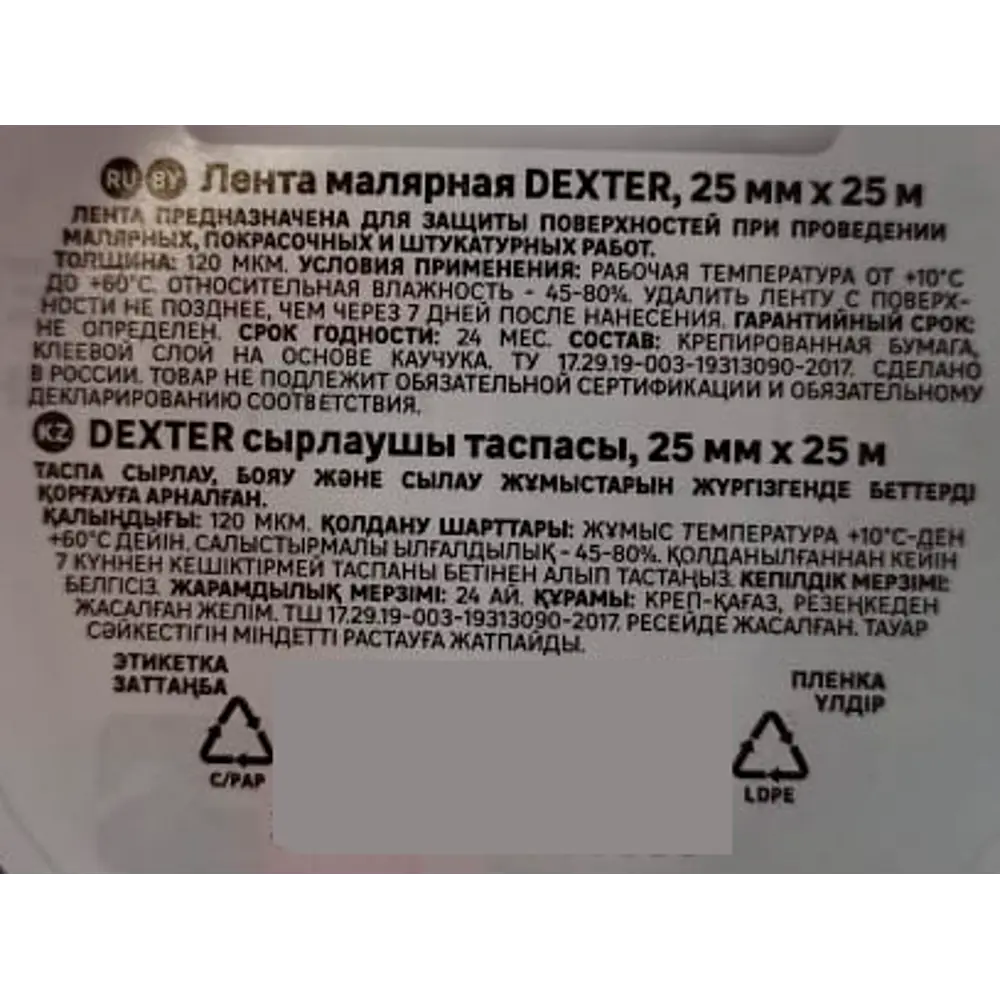 RU BY Лента малярная DEXTER, 25 мм х 25 м
ЛЕНТА ПРЕДНАЗНАЧЕНА ДЛЯ ЗАЩИТЫ ПОВЕРХНОСТЕЙ ПРИ ПРОВЕДЕНИИ
МАЛЯРНЫХ, ПОКРАСОЧНЫХ И ШТУКАТУРНЫХ РАБОТ.
ТОЛЩИНА: 120 МКМ. УСЛОВИЯ ПРИМЕНЕНИЯ: РАБОЧАЯ ТЕМПЕРАТУРА ОТ +10°С
ДО +60°С. ОТНОСИТЕЛЬНАЯ ВЛАЖНОСТЬ - 45-80%. УДАЛИТЬ ЛЕНТУ С ПОВЕРХ-
НОСТИ НЕ ПОЗДНЕЕ, ЧЕМ ЧЕРЕЗ 7 ДНЕЙ ПОСЛЕ НАНЕСЕНИЯ. ГАРАНТИЙНЫЙ СРОК:
НЕ ОПРЕДЕЛЕН. СРОК ГОДНОСТИ: 24 МЕС. СОСТАВ: КРЕПИРОВАННАЯ БУМАГА,
КЛЕЕВОЙ СЛОЙ НА ОСНОВЕ КАУЧУКА. ТУ 17.29.19-003-19313090-2017. СДЕЛАНО
В РОССИИ. ТОВАР НЕ ПОДЛЕЖИТ ОБЯЗАТЕЛЬНОЙ СЕРТИФИКАЦИИ И ОБЯЗАТЕЛЬНОМУ
ДЕКЛАРИРОВАНИЮ СООТВЕТСТВИЯ.
KZ DEXTER сырлаушы таспасы, 25 мм х 25 м
ТАСПА СЫРЛАУ, БОЯУ ЖӘНЕ СЫЛАУ ЖҰМЫСТАРЫН ЖҮРГІЗГЕНДЕ БЕТТЕРДІ
ҚОРҒАУҒА АРНАЛҒАН.
ҚАЛЫҢДЫҒЫ: 120 МКМ. ҚОЛДАНУ ШАРТТАРЫ: ЖҰМЫС ТЕМПЕРАТУРА +10°С-ДЕН
+60°С ДЕЙІН. САЛЫСТЫРМАЛЫ ЫЛҒАЛДЫЛЫҚ - 45-80%. ҚОЛДАНЫЛҒАННАН КЕЙІН
7 КҮННЕН КЕШІКТІРМЕЙ ТАСПАНЫ БЕТІНЕН АЛЫП ТАСТАҢЫЗ. КЕПІЛДІК МЕРЗІМІ:
БЕЛГІСІЗ. ЖАРАМДЫЛЫҚ МЕРЗІМІ: 24 АЙ. ҚҰРАМЫ: КРЕП-ҚАҒАЗ, РЕЗЕҢКЕДЕН
ЖАСАЛҒАН ЖЕЛІМ. ТШ 17.29.19-003-19313090-2017. РЕСЕЙДЕ ЖАСАЛҒАН. ТАУАР
СӘЙКЕСТІГІН МІНДЕТТІ РАСТАУҒА ЖАТПАЙДЫ.
ЭТИКЕТКА
ЗАТТАҢБА
C/PAP
ПЛЕНКА
ҮЛДІР
LDPE